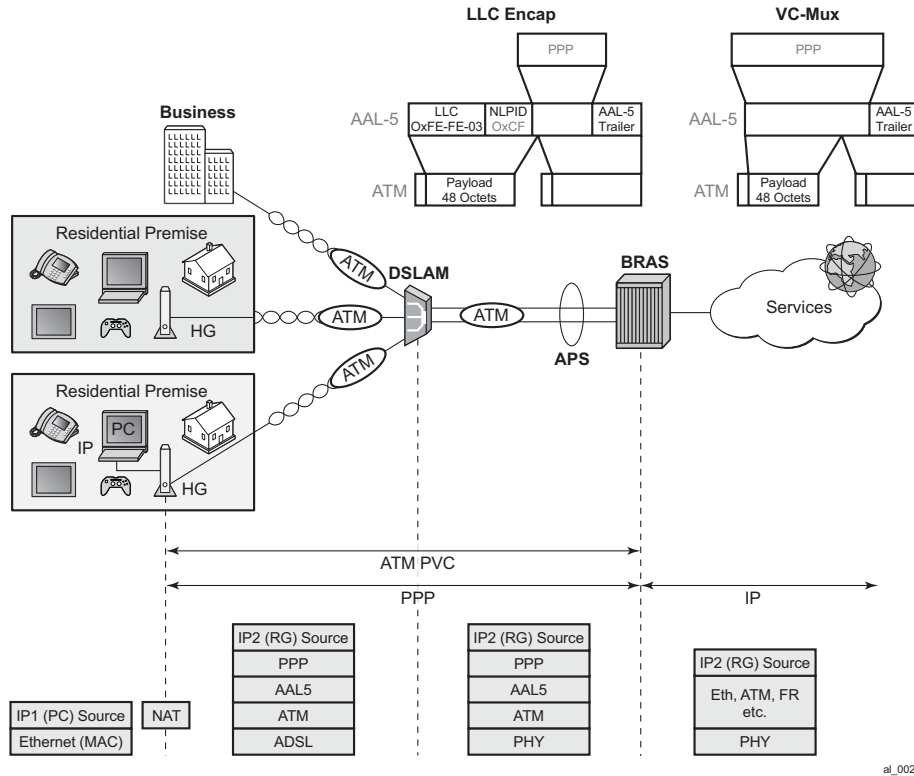 LLC Encap
VC-Mux
PPP
PPP
Business
AAL-5
LLC
OxFE-FE-03
NLPID
OxCF
AAL-5
Trailer
AAL-5
AAL-5
Trailer
ATM
Payload
48 Octets
ATM
Payload
48 Octets
Residential Premise
HG
ATM
ATM
ATM
DSLAM
ATM
APS
BRAS
Services
Residential Premise
PC
IP
HG
ATM PVC
PPP
IP
IP1 (PC) Source
Ethernet (MAC)
NAT
IP2 (RG) Source
PPP
AAL5
ATM
ADSL
IP2 (RG) Source
PPP
AAL5
ATM
PHY
IP2 (RG) Source
Eth, ATM, FR
etc.
PHY
al_002